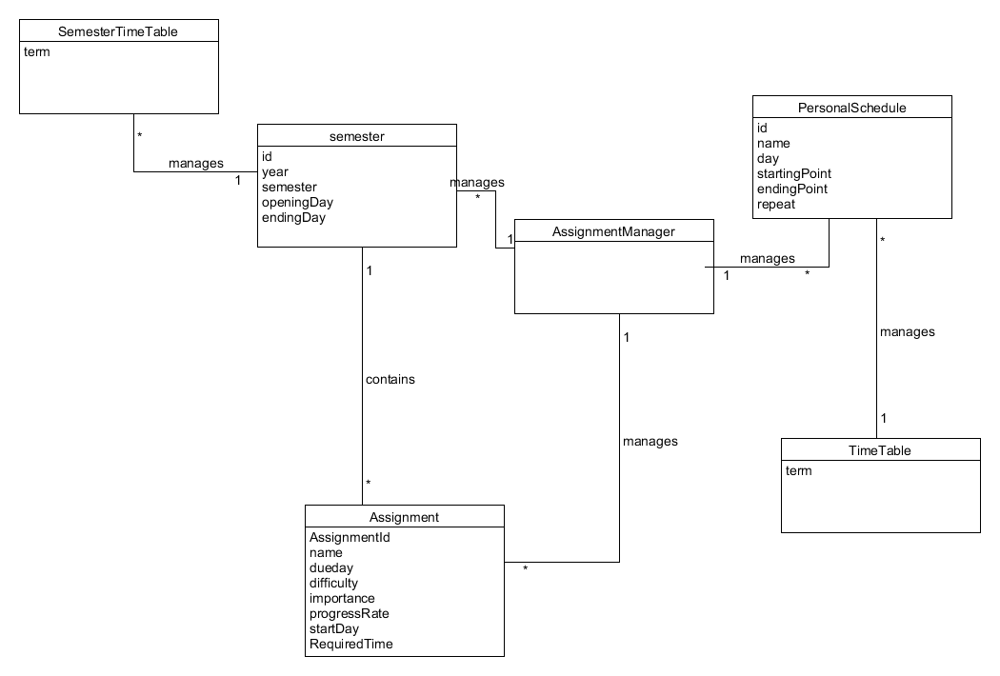 SemesterTimeTable
term
*
manages
1
semester
id
year
semester
openingDay
endingDay
manages
*
1
AssignmentManager
PersonalSchedule
id
name
day
startingPoint
endingPoint
repeat
manages
1
*
*
manages
1
TimeTable
term
1
contains
*
1
manages
*
Assignment
AssignmentId
name
dueday
difficulty
importance
progressRate
startDay
RequiredTime